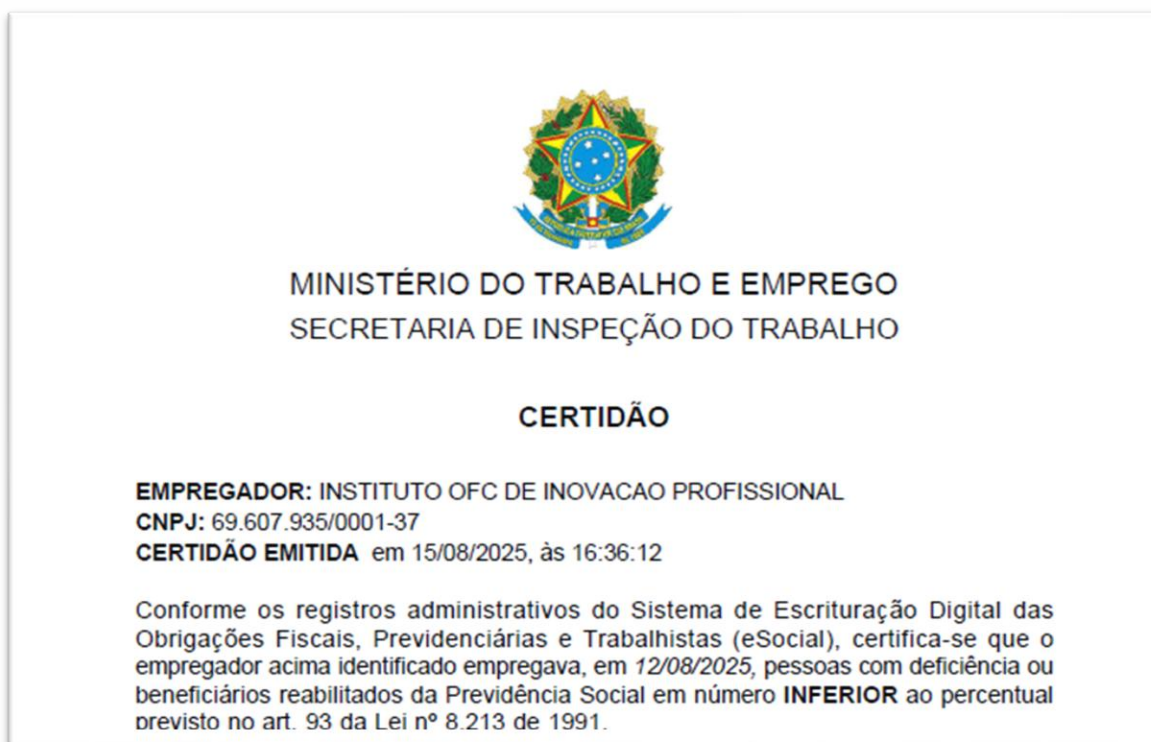 MINISTÉRIO DO TRABALHO E EMPREGO
SECRETARIA DE INSPEÇÃO DO TRABALHO
CERTIDÃO
EMPREGADOR: INSTITUTO OFC DE INOVACAO PROFISSIONAL
CNPJ: 69.607.935/0001-37
CERTIDÃO EMITIDA em 15/08/2025, às 16:36:12
Conforme os registros administrativos do Sistema de Escrituração Digital das
Obrigações Fiscais, Previdenciárias e Trabalhistas (eSocial), certifica-se que o
empregador acima identificado empregava, em 12/08/2025, pessoas com deficiência ou
beneficiários reabilitados da Previdência Social em número INFERIOR ao percentual
previsto no art. 93 da Lei nº 8.213 de 1991.